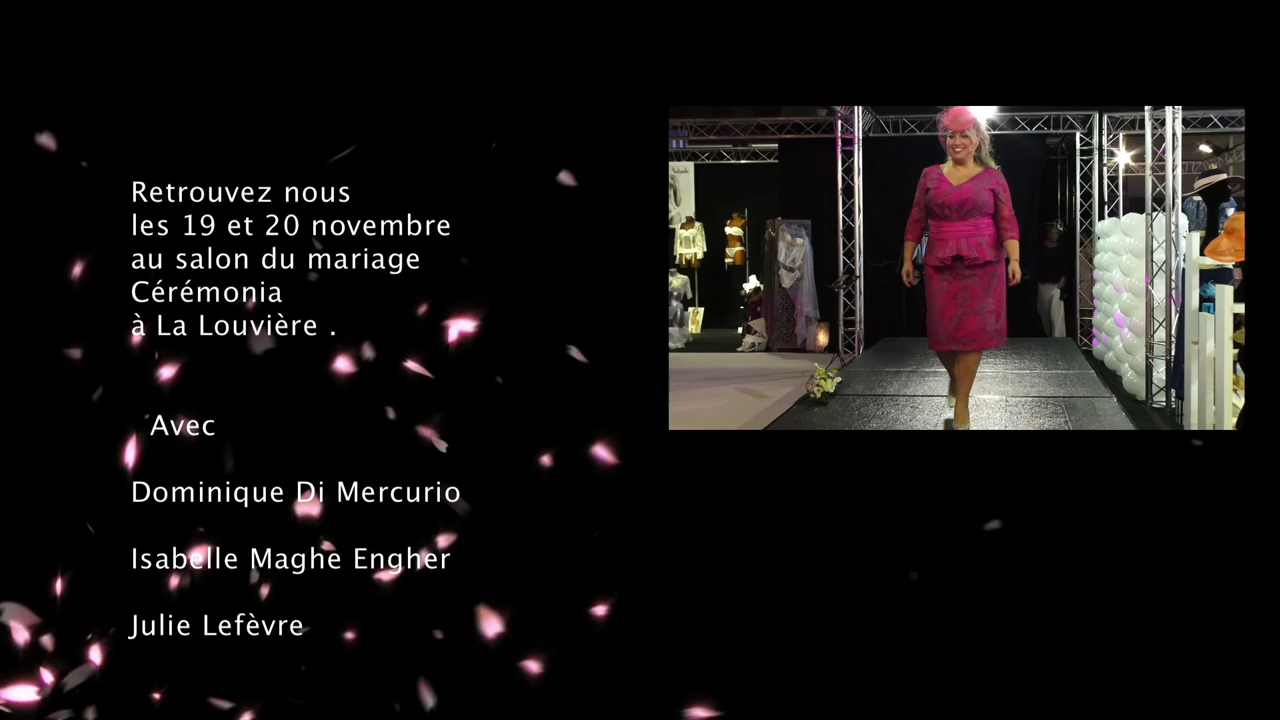 Retrouvez nous
les 19 et 20 novembre
au salon du mariage
Cérémonia
à La Louvière .
Avec
Dominique Di Mercurio
Isabelle Maghe Engher
Julie Lefèvre